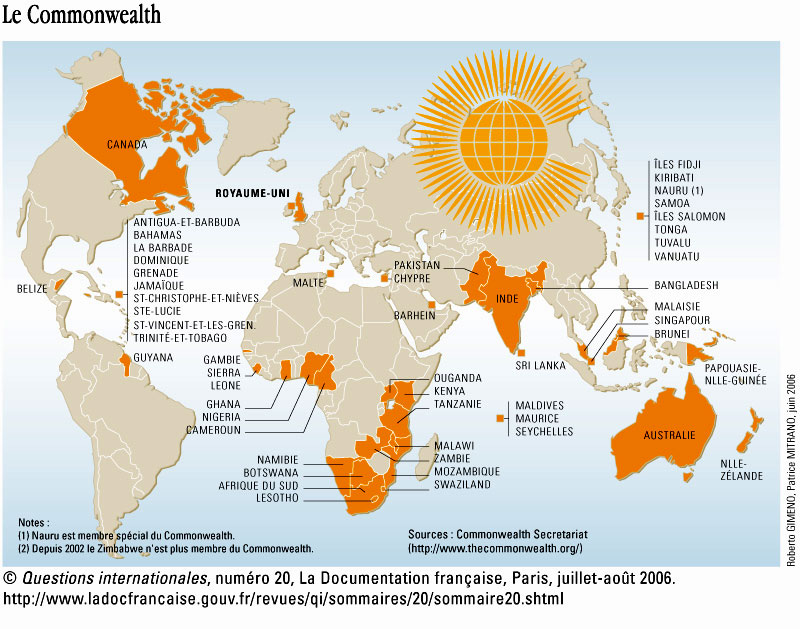 Le Commonwealth
CANADA
ROYAUME-UNI
ANTIGUA-ET-BARBUDA
BAHAMAS
LA BARBADE
DOMINIQUE
GRENADE
JAMAÏQUE
ST-CHRISTOPHE-ET-NIÈVES
STE-LUCIE
ST-VINCENT-ET-LES-GREN.
TRINITÉ-ET-TOBAGO
BELIZE
GUYANA
MALTE
PAKISTAN
CHYPRE
BARHEIN
INDE
ÎLES FIDJI
KIRIBATI
NAURU (1)
SAMOA
ÎLES SALOMON
TONGA
TUVALU
VANUATU
BANGLADESH
MALAISIE
SINGAPOUR
BRUNEI
SRI LANKA
PAPOUASIE-
NLLE-GUINÉE
GAMBIE
SIERRA
LEONE
GHANA
NIGERIA
CAMEROUN
OUGANDA
KENYA
TANZANIE
MALDIVES
MAURICE
SEYCHELLES
AUSTRALIE
NLLE-
ZÉLANDE
NAMIBIE
BOTSWANA
AFRIQUE DU SUD
LESOTHO
MALAWI
ZAMBIE
MOZAMBIQUE
SWAZILAND
Notes :
(1) Nauru est membre spécial du Commonwealth.
(2) Depuis 2002 le Zimbabwe n'est plus membre du Commonwealth.
Sources : Commonwealth Secretariat
(http://www.thecommonwealth.org/)
Roberto GIMENO, Patrice MITRANO, juin 2006
© Questions internationales, numéro 20, La Documentation française, Paris, juillet-août 2006.
http://www.ladocfrancaise.gouv.fr/revues/qi/sommaires/20/sommaire20.shtml